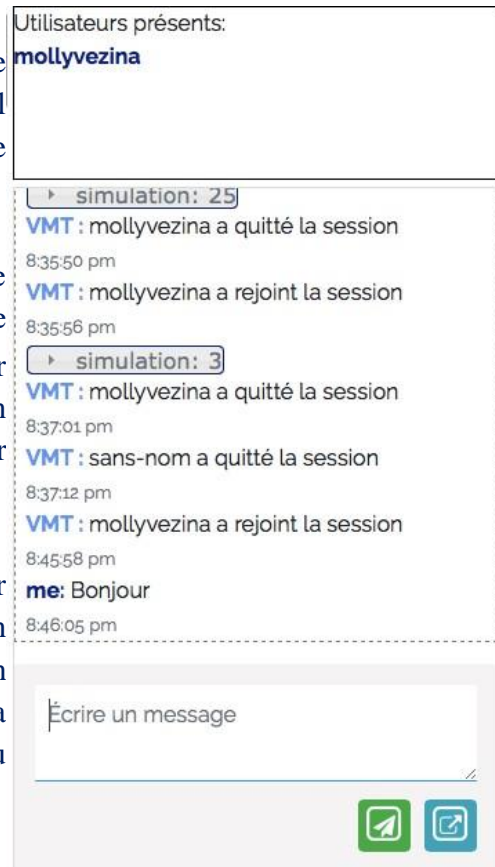 Utilisateurs présents:
mollyvezina
simulation: 25
VMT : mollyvezina a quitté la session
8:35:50 pm
VMT : mollyvezina a rejoint la session
8:35:56 pm
simulation: 3
VMT : mollyvezina a quitté la session
8:37:01 pm
VMT : sans-nom a quitté la session
8:37:12 pm
VMT : mollyvezina a rejoint la session
8:45:58 pm
me: Bonjour
8:46:05 pm
Écrire un message